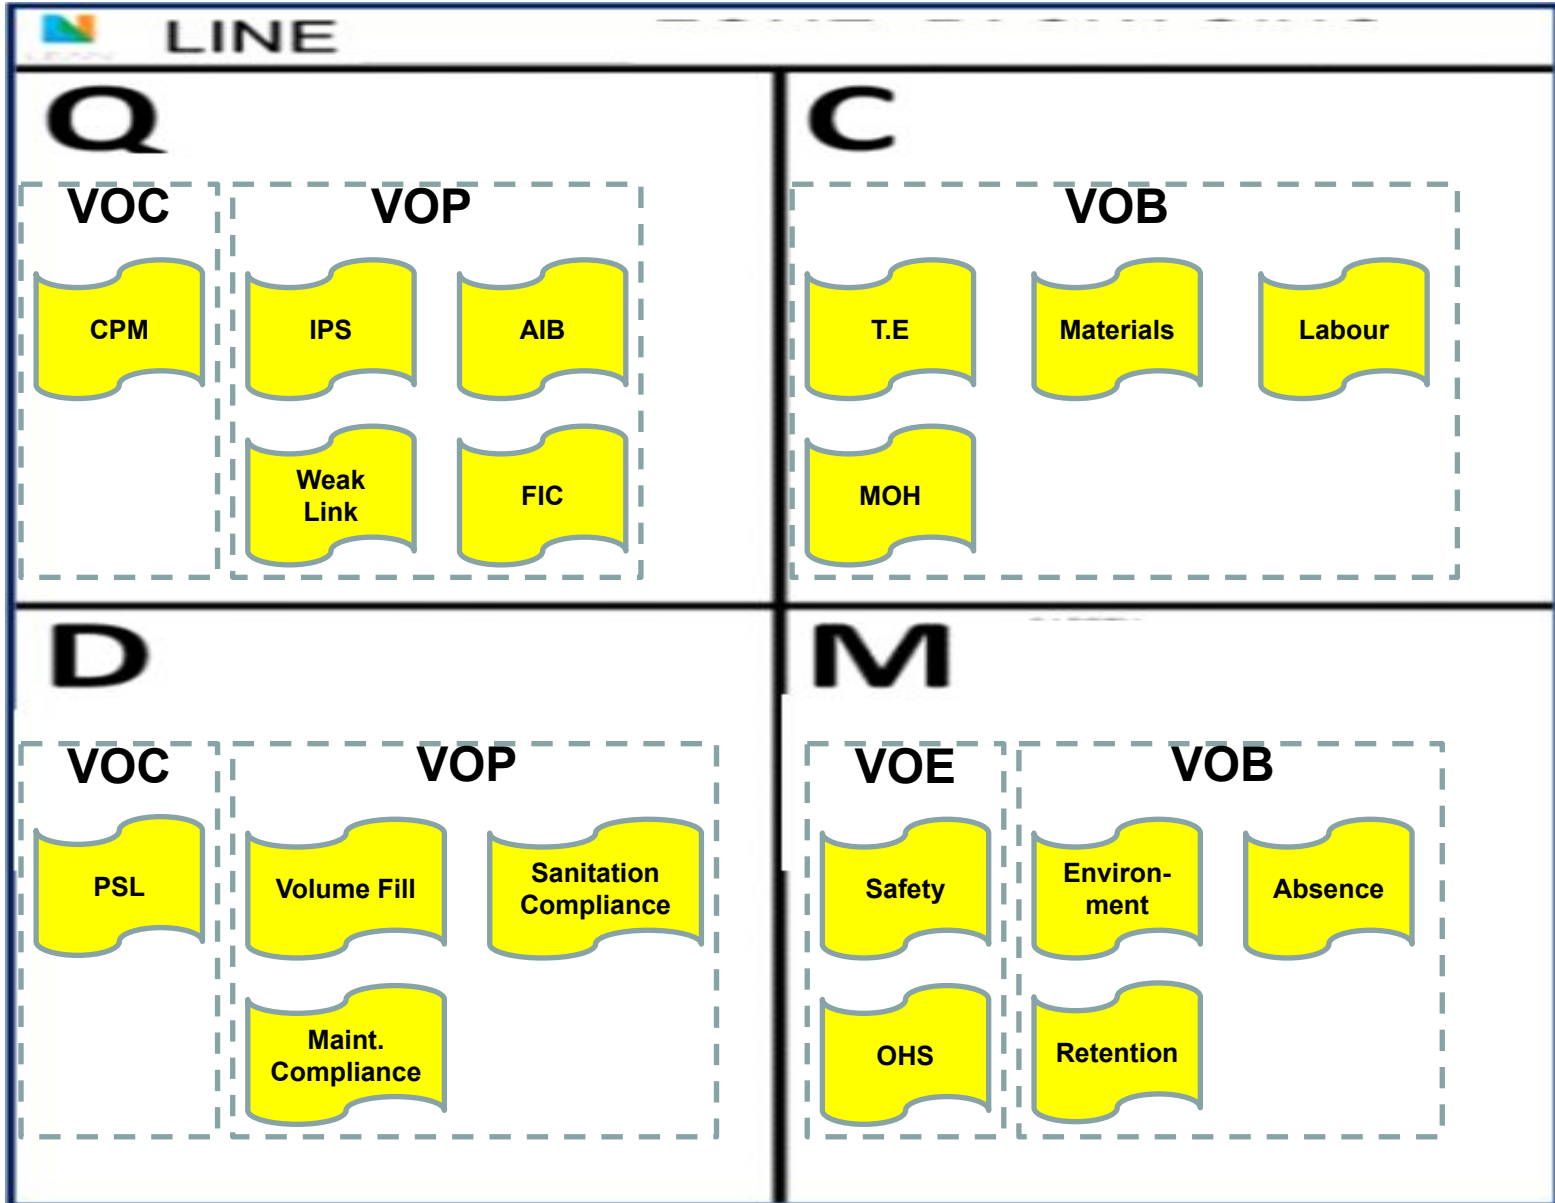 LINE
Q
VOC
VOP
CPM
IPS
AIB
Weak
Link
FIC
C
VOB
T.E
Materials
Labour
MOH
D
VOC
VOP
PSL
Volume Fill
Sanitation
Compliance
Maint.
Compliance
M
VOE
VOB
Safety
Environ-
ment
Absence
OHS
Retention